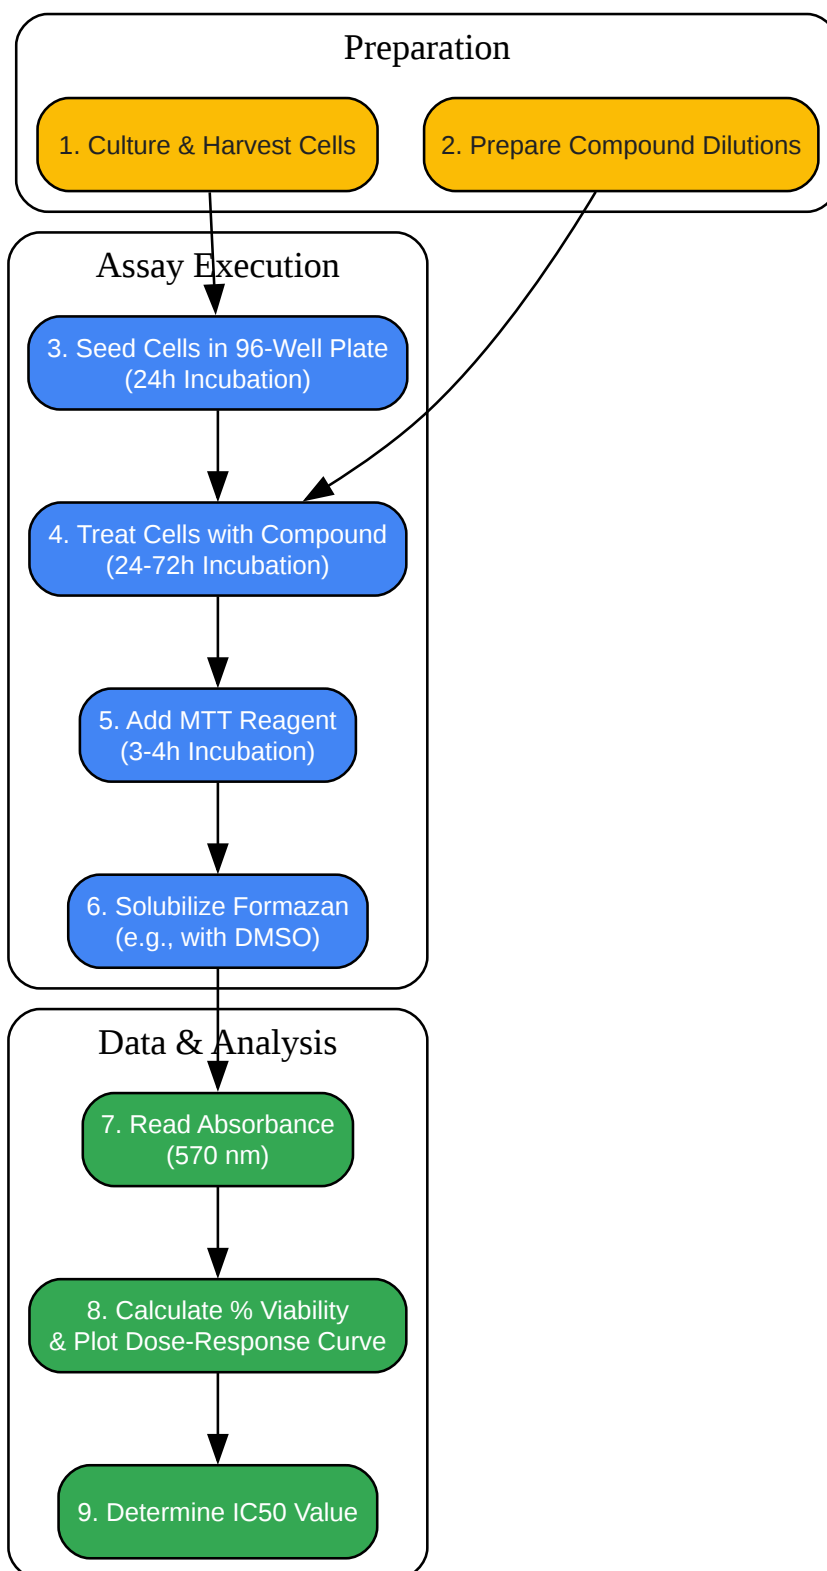 Preparation
1. Culture & Harvest Cells
2. Prepare Compound Dilutions
Assay Execution
3. Seed Cells in 96-Well Plate
(24h Incubation)
4. Treat Cells with Compound
(24-72h Incubation)
5. Add MTT Reagent
(3-4h Incubation)
6. Solubilize Formazan
(e.g., with DMSO)
Data & Analysis
7. Read Absorbance
(570 nm)
8. Calculate % Viability
& Plot Dose-Response Curve
9. Determine IC50 Value